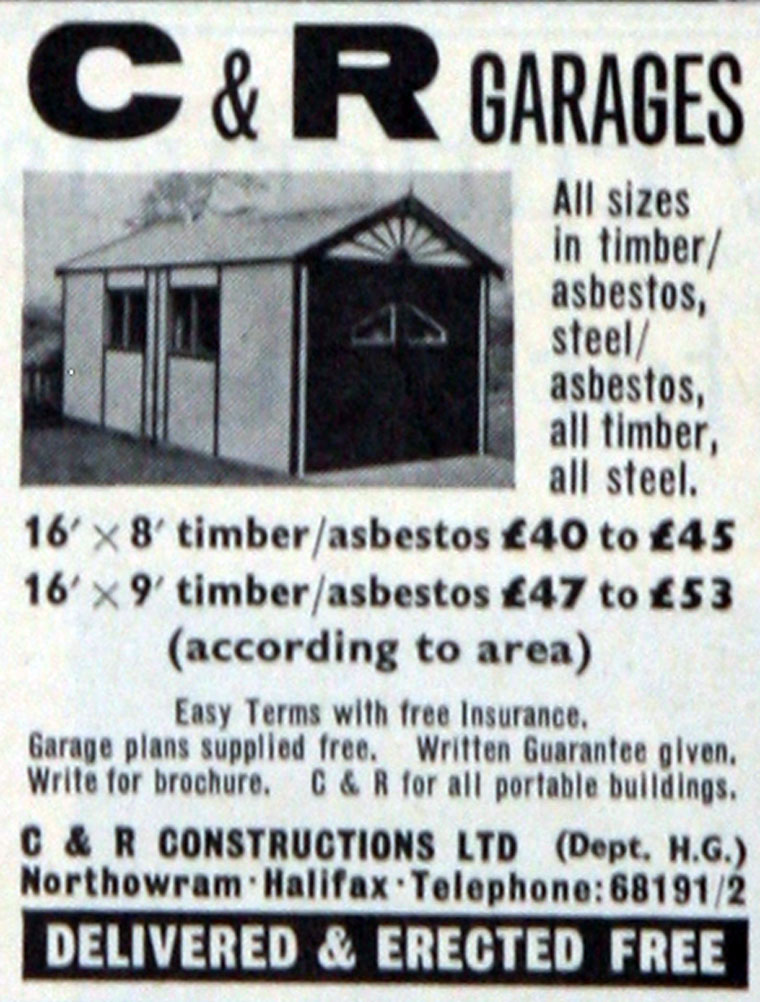 C & R GARAGES
All sizes
in timber/
asbestos,
steel/
asbestos,
all timber,
all steel.
16′ × 8′ timber/asbestos £40 to £45
16′ × 9′ timber/asbestos £47 to £53
(according to area)
Easy Terms with free Insurance.
Garage plans supplied free. Written Guarantee given.
Write for brochure. C & R for all portable buildings.
C & R CONSTRUCTIONS LTD (Dept. H.G.)
Northowram · Halifax · Telephone: 68191/2
DELIVERED & ERECTED FREE